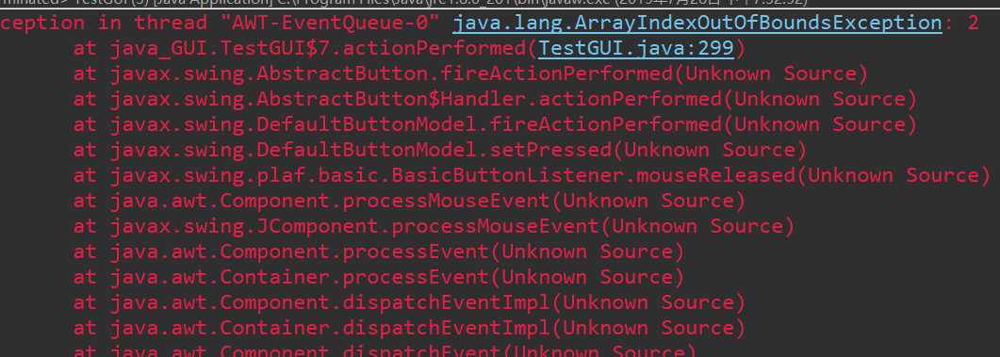 ception in thread "AWT-EventQueue-0" java.lang.ArrayIndexOutOfBoundsException: 2
at java_GUI.TestGUI$7.actionPerformed(TestGUI.java:299)
at javax.swing.AbstractButton.fireActionPerformed(Unknown Source)
at javax.swing.AbstractButton$Handler.actionPerformed(Unknown Source)
at javax.swing.DefaultButtonModel.fireActionPerformed(Unknown Source)
at javax.swing.DefaultButtonModel.setPressed(Unknown Source)
at javax.swing.plaf.basic.BasicButtonListener.mouseReleased(Unknown Source)
at java.awt.Component.processMouseEvent(Unknown Source)
at javax.swing.JComponent.processMouseEvent(Unknown Source)
at java.awt.Component.processEvent(Unknown Source)
at java.awt.Container.processEvent(Unknown Source)
at java.awt.Component.dispatchEventImpl(Unknown Source)
at java.awt.Container.dispatchEventImpl(Unknown Source)
at java.awt.Component.dispatchEvent(Unknown Source)